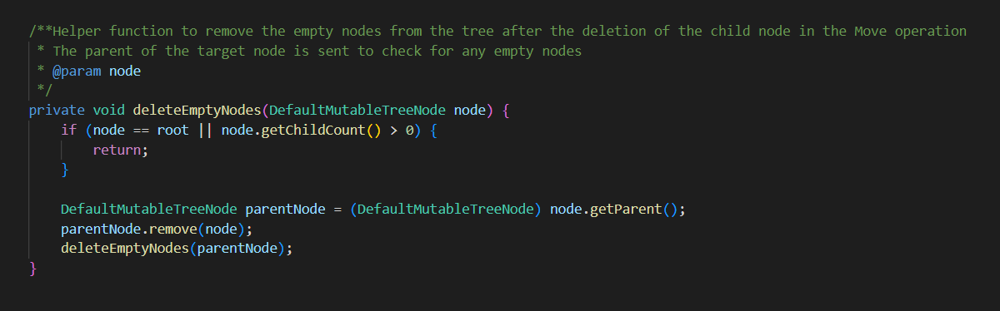 /**Helper function to remove the empty nodes from the tree after the deletion of the child node in the Move operation
 * The parent of the target node is sent to check for any empty nodes
 * @param node
 */
private void deleteEmptyNodes(DefaultMutableTreeNode node) {
    if (node == root || node.getChildCount() > 0) {
        return;
    }

    DefaultMutableTreeNode parentNode = (DefaultMutableTreeNode) node.getParent();
    parentNode.remove(node);
    deleteEmptyNodes(parentNode);
}